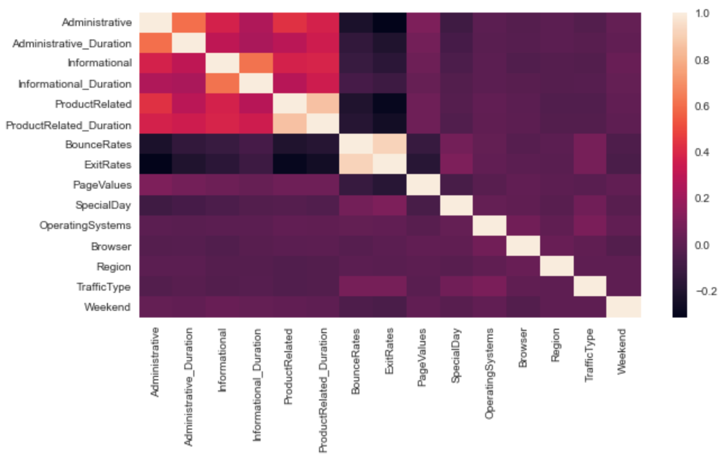 Administrative
Administrative_Duration
Informational
Informational_Duration
ProductRelated
ProductRelated_Duration
BounceRates
ExitRates
PageValues
SpecialDay
OperatingSystems
Browser
Region
TrafficType
Weekend
Administrative
Administrative_Duration
Informational
Informational_Duration
ProductRelated
ProductRelated_Duration
BounceRates
ExitRates
PageValues
SpecialDay
OperatingSystems
Browser
Region
TrafficType
Weekend
1.0
0.8
0.6
0.4
0.2
0.0
−0.2